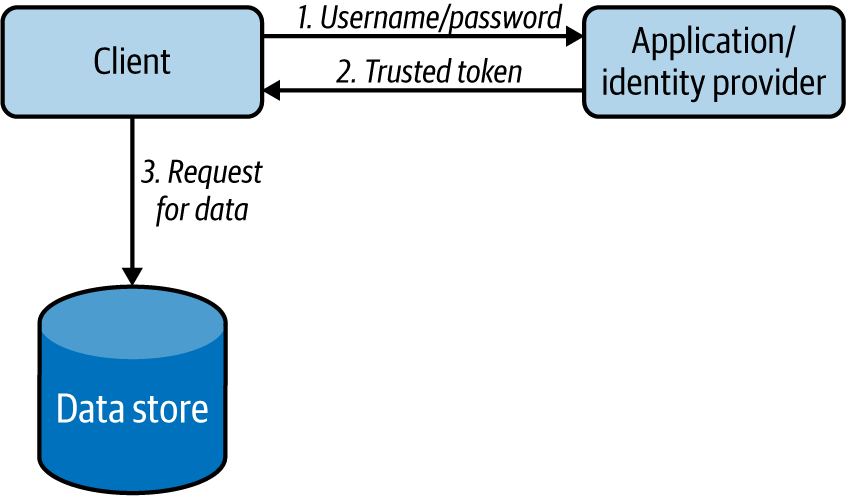 Client
1. Username/password
2. Trusted token
Application/
identity provider
3. Request
for data
Data store